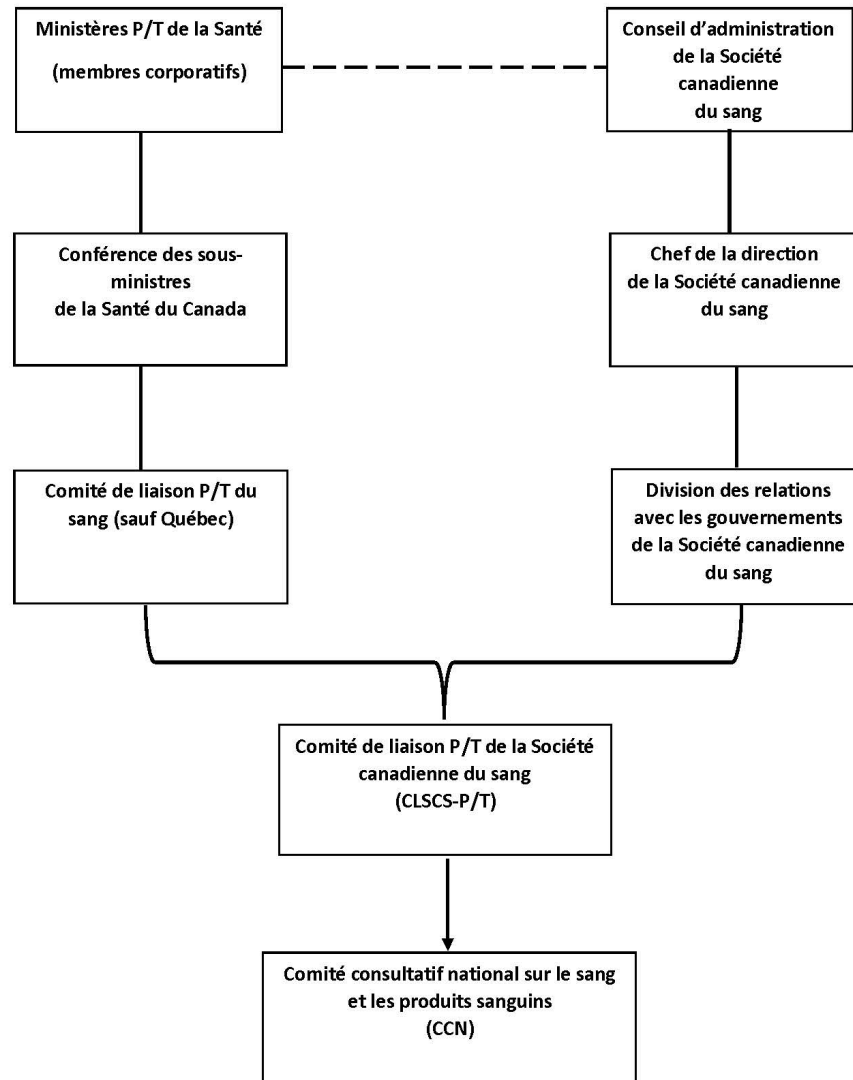 Ministères P/T de la Santé
(membres corporatifs)
Conseil d’administration
de la Société
canadienne
du sang
Conférence des sous-
ministres
de la Santé du Canada
Chef de la direction
de la Société canadienne
du sang
Comité de liaison P/T du
sang (sauf Québec)
Division des relations
avec les gouvernements
de la Société canadienne
du sang
Comité de liaison P/T de la Société
canadienne du sang
(CLSCS-P/T)
Comité consultatif national sur le sang
et les produits sanguins
(CCN)